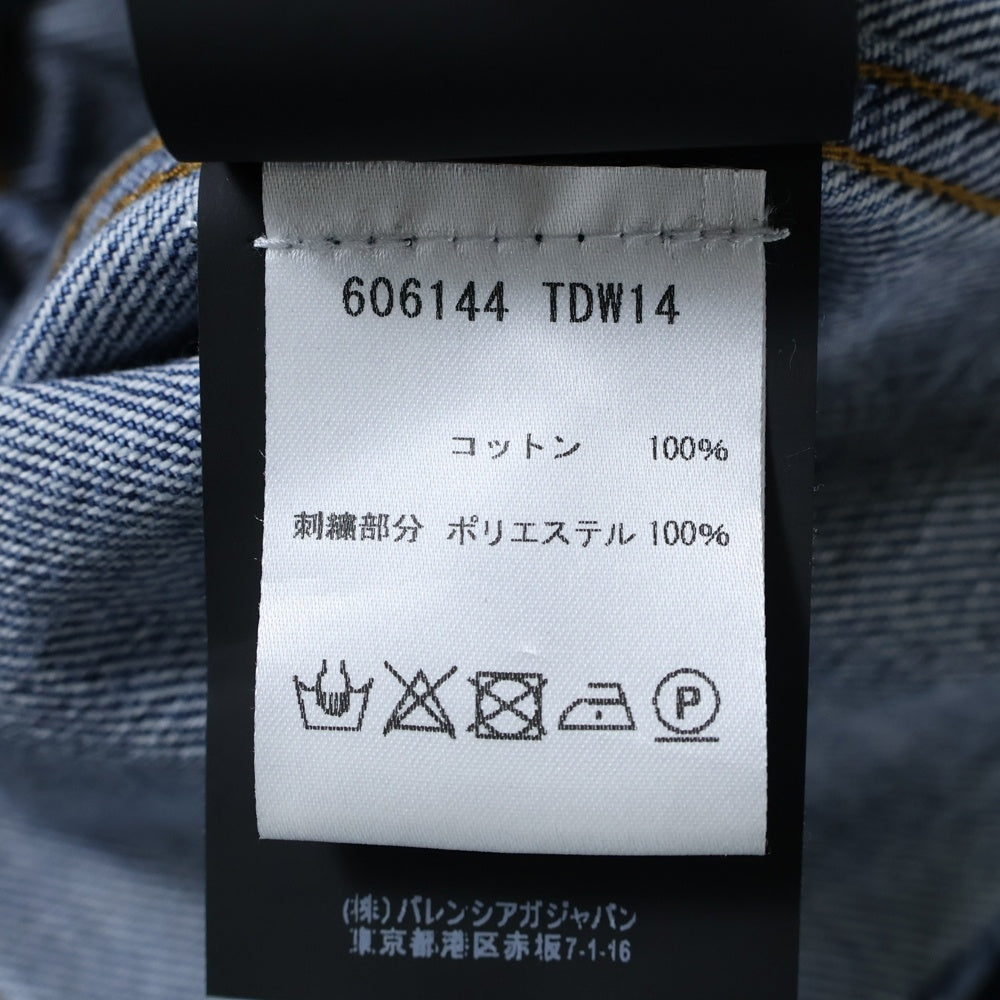 606144 TDW14
コットン 100%
刺繍部分 ポリエステル 100%
P
(株)バレンシアガジャパン
東京都港区赤坂7-1-16